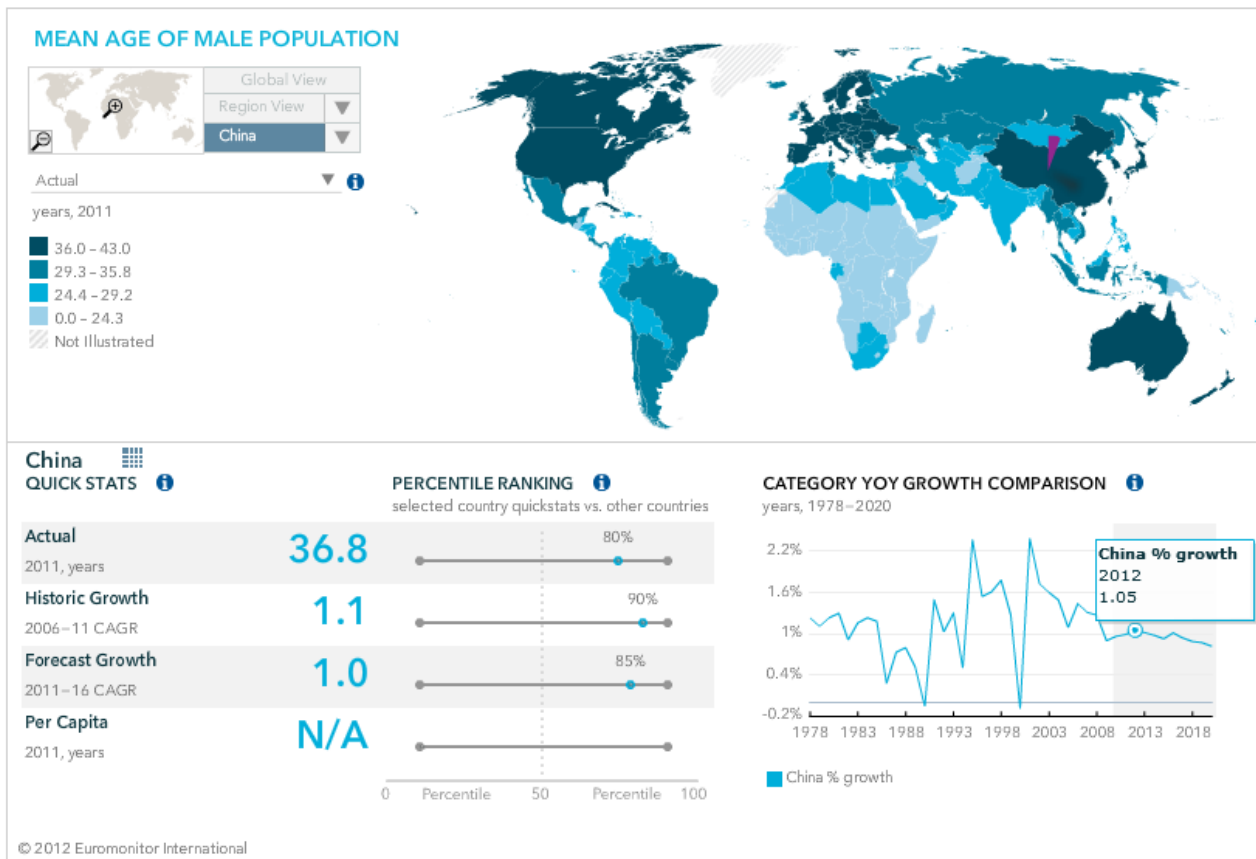 MEAN AGE OF MALE POPULATION
Global View
Region View
China
Actual
years, 2011
36.0 – 43.0
29.3 – 35.8
24.4 – 29.2
0.0 – 24.3
Not Illustrated
China
QUICK STATS
Actual
2011, years
36.8
Historic Growth
2006–11 CAGR
1.1
Forecast Growth
2011–16 CAGR
1.0
Per Capita
2011, years
N/A
PERCENTILE RANKING
selected country quickstats vs. other countries
80%
90%
85%
0 Percentile 50 Percentile 100
CATEGORY YOY GROWTH COMPARISON
years, 1978–2020
2.2%
1.6%
1%
0.4%
-0.2%
China % growth
2012
1.05
1978 1983 1988 1993 1998 2003 2008 2013 2018
China % growth
© 2012 Euromonitor International